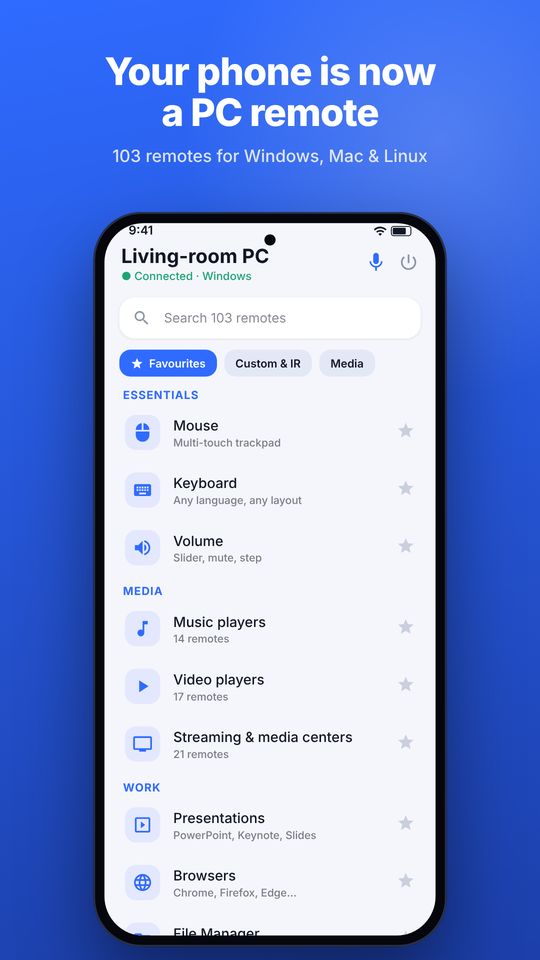 Your phone is now
a PC remote
103 remotes for Windows, Mac & Linux
9:41
Living-room PC
Connected · Windows
Search 103 remotes
Favourites
Custom & IR
Media
ESSENTIALS
Mouse
Multi-touch trackpad
Keyboard
Any language, any layout
Volume
Slider, mute, step
MEDIA
Music players
14 remotes
Video players
17 remotes
Streaming & media centers
21 remotes
WORK
Presentations
PowerPoint, Keynote, Slides
Browsers
Chrome, Firefox, Edge...
File Manager